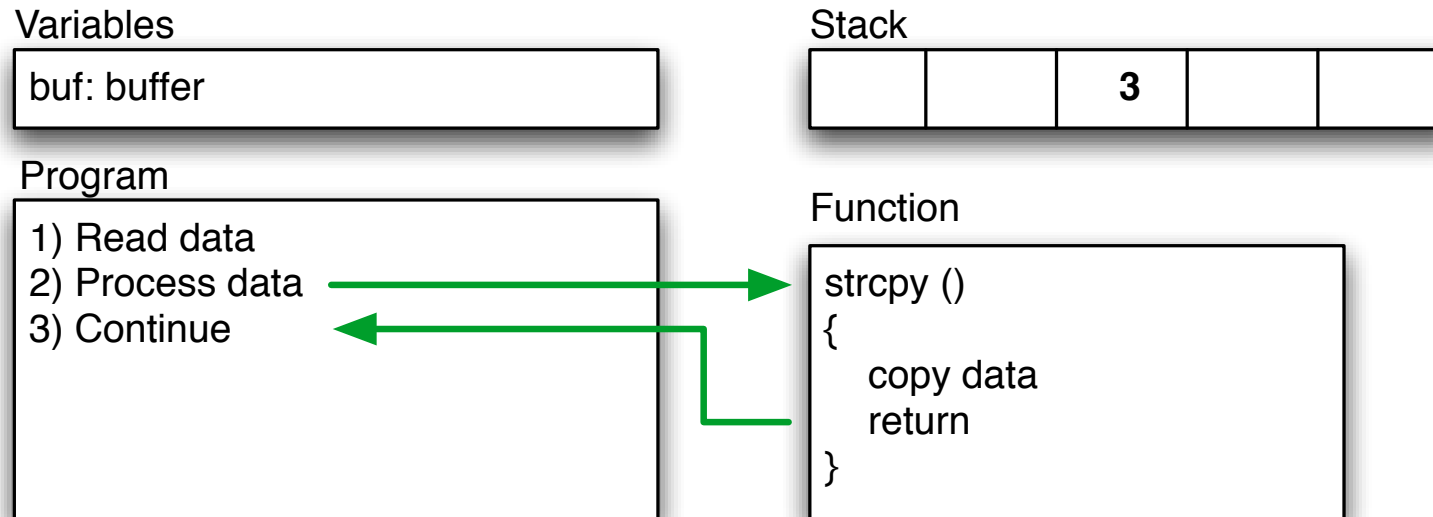 Variables
buf: buffer
Program
1) Read data
2) Process data
3) Continue
Stack
3
Function
strcpy ()
{
copy data
return
}